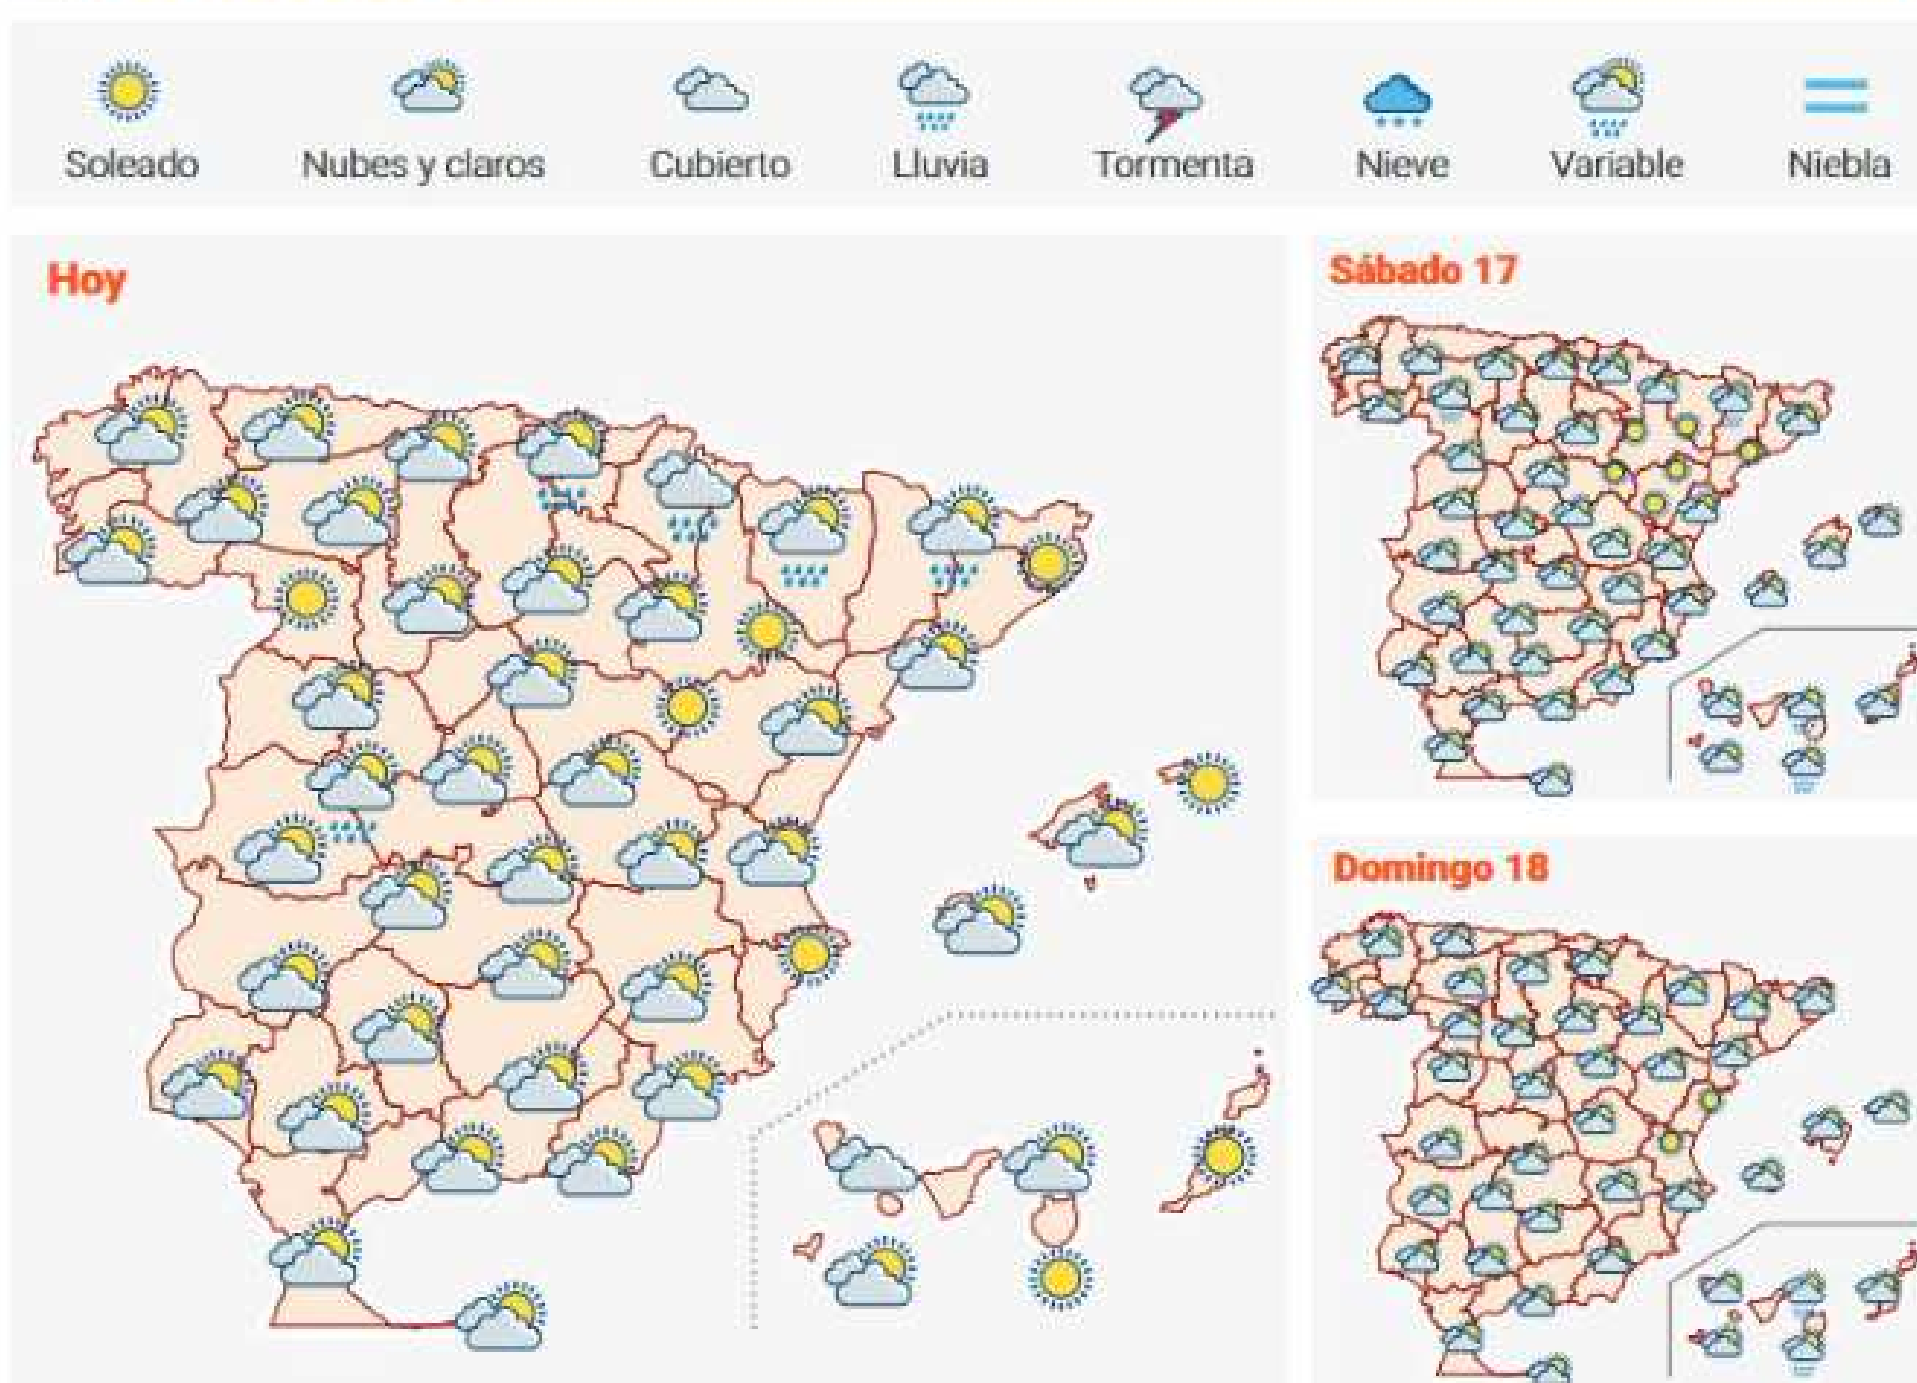 Soleado
Nubes y claros
Cubierto
Lluvia
Tormenta
Nieve
Variable
Niebla
Hoy
Sábado 17
Domingo 18